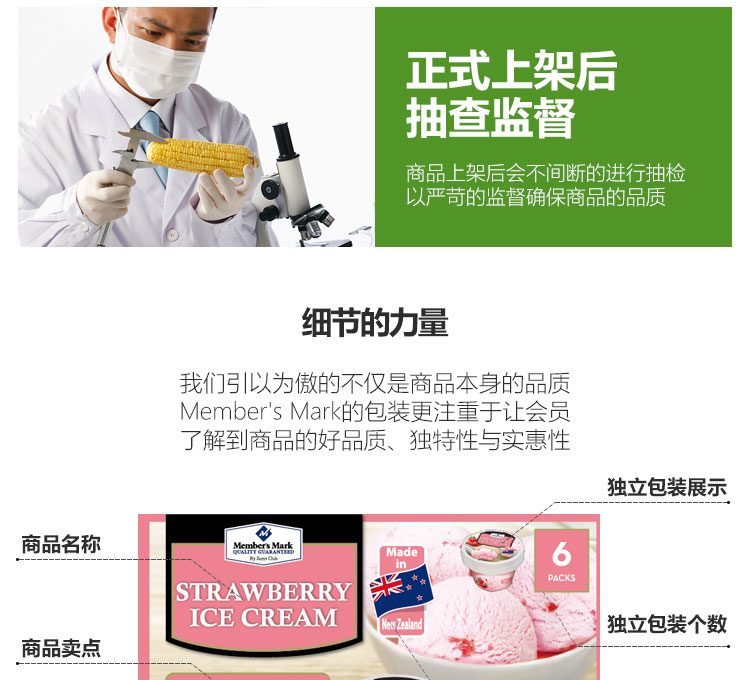 正式上架后
抽查监督
商品上架后会不间断的进行抽检
以严苛的监督确保商品的品质
细节的力量
我们引以为傲的不仅是商品本身的品质
Member's Mark的包装更注重于让会员
了解到商品的好品质、独特性与实惠性
独立包装展示
商品名称
Member's Mark
QUALITY GUARANTEED
By Sam's Club
STRAWBERRY
ICE CREAM
Made
in
New Zealand
6
PACKS
独立包装个数
商品卖点